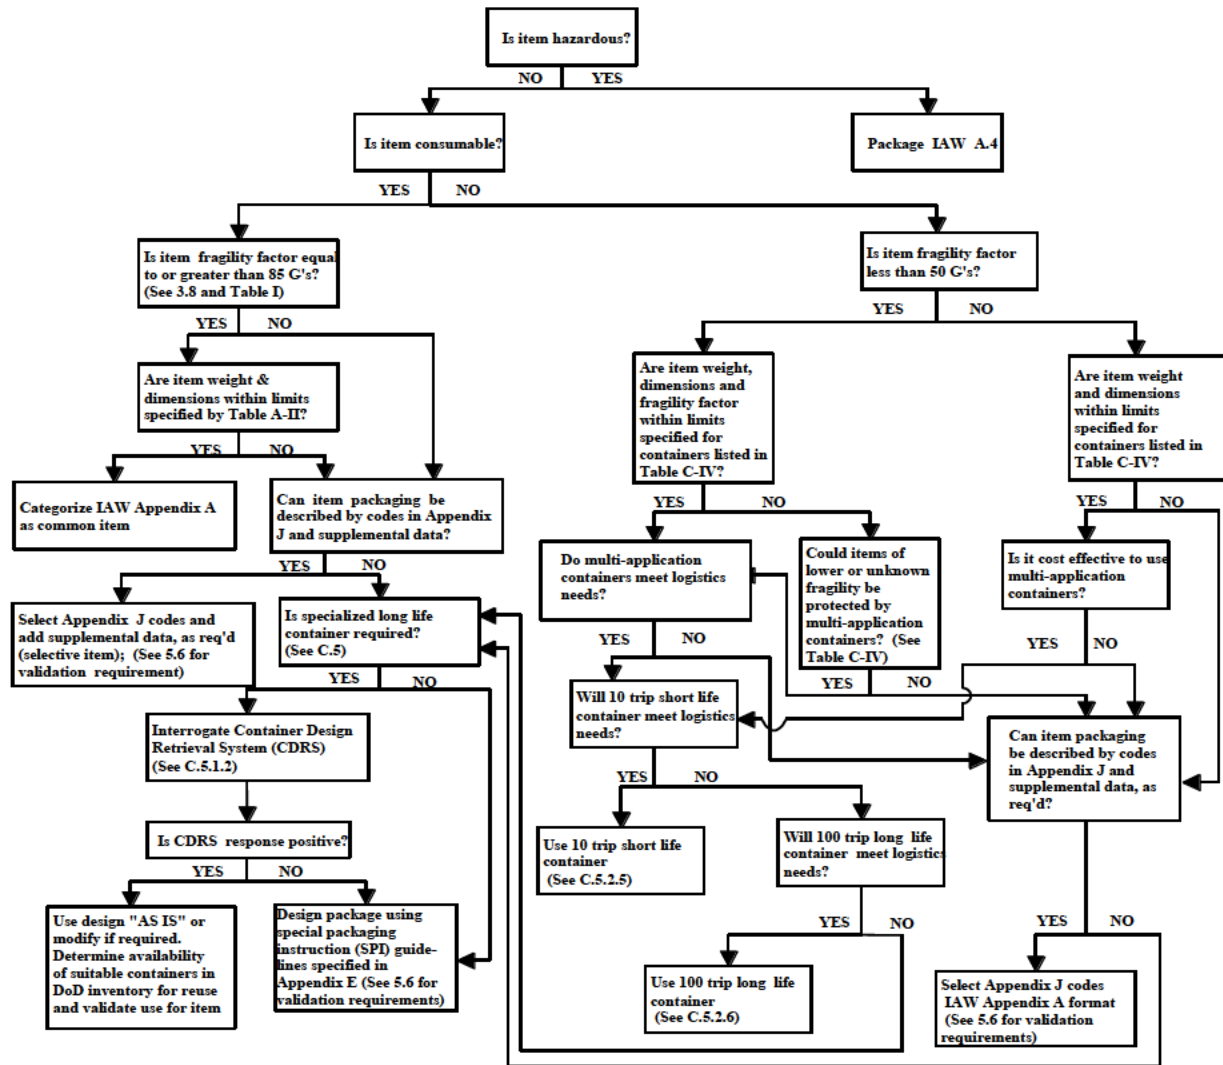 Is item hazardous?
NO YES
Is item consumable?
Package IAW A.4
YES NO
Is item fragility factor equal
to or greater than 85 G's?
(See 3.8 and Table I)
Is item fragility factor
less than 50 G's?
YES NO
YES NO
Are item weight &
dimensions within limits
specified by Table A-II?
Are item weight,
dimensions and
fragility factor
within limits
specified for
containers listed in
Table C-IV?
Are item weight
and dimensions
within limits
specified for
containers listed in
Table C-IV?
YES NO
Categorize IAW Appendix A
as common item
Can item packaging be
described by codes in Appendix
J and supplemental data?
YES NO
YES NO
Do multi-application
containers meet logistics
needs?
Could items of
lower or unknown
fragility be
protected by
multi-application
containers? (See
Table C-IV)
Is it cost effective to use
multi-application
containers?
YES NO
Select Appendix J codes and
add supplemental data, as req'd
(selective item); (See 5.6 for
validation requirement)
Is specialized long life
container required?
(See C.5)
YES NO
YES NO
YES NO
YES NO
Will 10 trip short life
container meet logistics
needs?
Interrogate Container Design
Retrieval System (CDRS)
(See C.5.1.2)
Can item packaging
be described by codes
in Appendix J and
supplemental data, as
req'd?
YES NO
Is CDRS response positive?
Use 10 trip short life
container
(See C.5.2.5)
Will 100 trip long life
container meet logistics
needs?
YES NO
Use design "AS IS" or
modify if required.
Determine availability
of suitable containers in
DoD inventory for reuse
and validate use for item
Design package using
special packaging
instruction (SPI) guide-
lines specified in
Appendix E (See 5.6 for
validation requirements)
YES NO
YES NO
Use 100 trip long life
container
(See C.5.2.6)
Select Appendix J codes
IAW Appendix A format
(See 5.6 for validation
requirements)